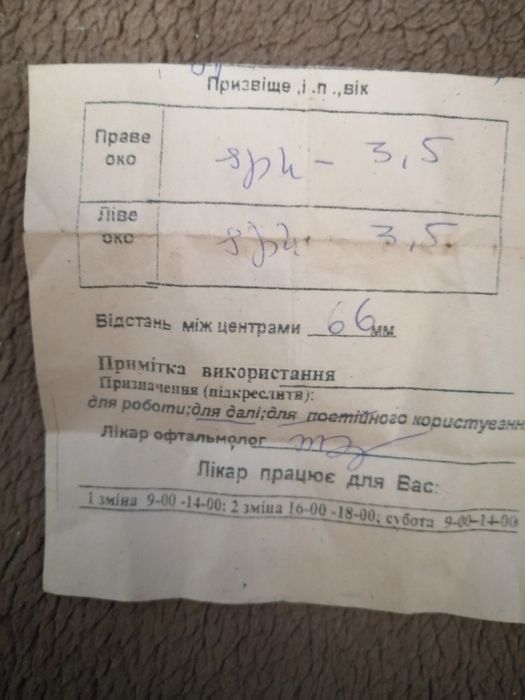 Призвіще ,і .п .,вік
Праве око sph – 3,5
Ліве око sph – 3,5
Відстань між центрами 66 мм
Примітка використання
Призначення (підкреслити):
для роботи;для далі;для постійного користуванн
Лікар офтальмолог
Лікар працює для Вас:
1 зміна 9-00 -14-00; 2 зміна 16-00 -18-00; субота 9-00-14-00